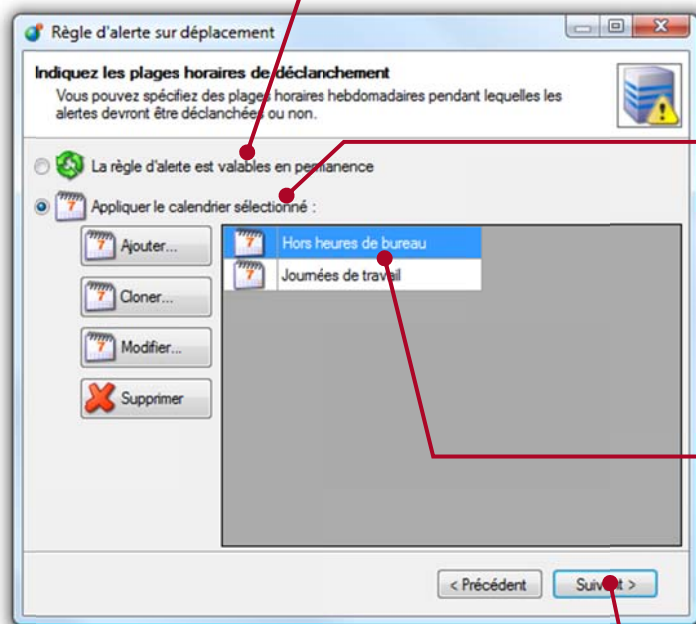 Règle d'alerte sur déplacement
Indiquez les plages horaires de déclanchement
Vous pouvez spécifiez des plages horaires hebdomadaires pendant lequelles les
alertes devront être déclanchées ou non.
La règle d'alerte est valables en permanence
Appliquer le calendrier sélectionné :
Ajouter...
Hors heures de bureau
Journées de travail
Cloner...
Modifier...
Supprimer
< Précédent
Suivant >